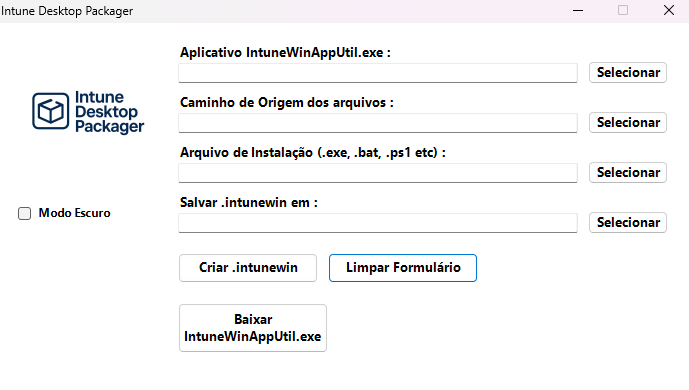 Intune Desktop Packager
Aplicativo IntuneWinAppUtil.exe :
Selecionar
Intune
Desktop
Packager
Caminho de Origem dos arquivos :
Selecionar
Arquivo de Instalação (.exe, .bat, .ps1 etc) :
Selecionar
Salvar .intunewin em :
Selecionar
Modo Escuro
Criar .intunewin
Limpar Formulário
Baixar
IntuneWinAppUtil.exe